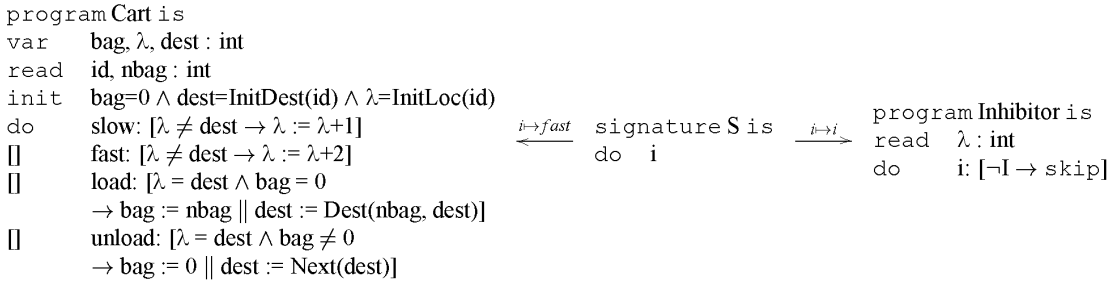 program Cart is
var bag, λ, dest : int
read id, nbag : int
init bag=0 ∧ dest=InitDest(id) ∧ λ=InitLoc(id)
do slow: [λ ≠ dest → λ := λ+1]
[] fast: [λ ≠ dest → λ := λ+2]
[] load: [λ = dest ∧ bag = 0
→ bag := nbag || dest := Dest(nbag, dest)]
[] unload: [λ = dest ∧ bag ≠ 0
→ bag := 0 || dest := Next(dest)]
i↦fast
signature S is
do i
i↦i
program Inhibitor is
read λ : int
do i: [¬I → skip]